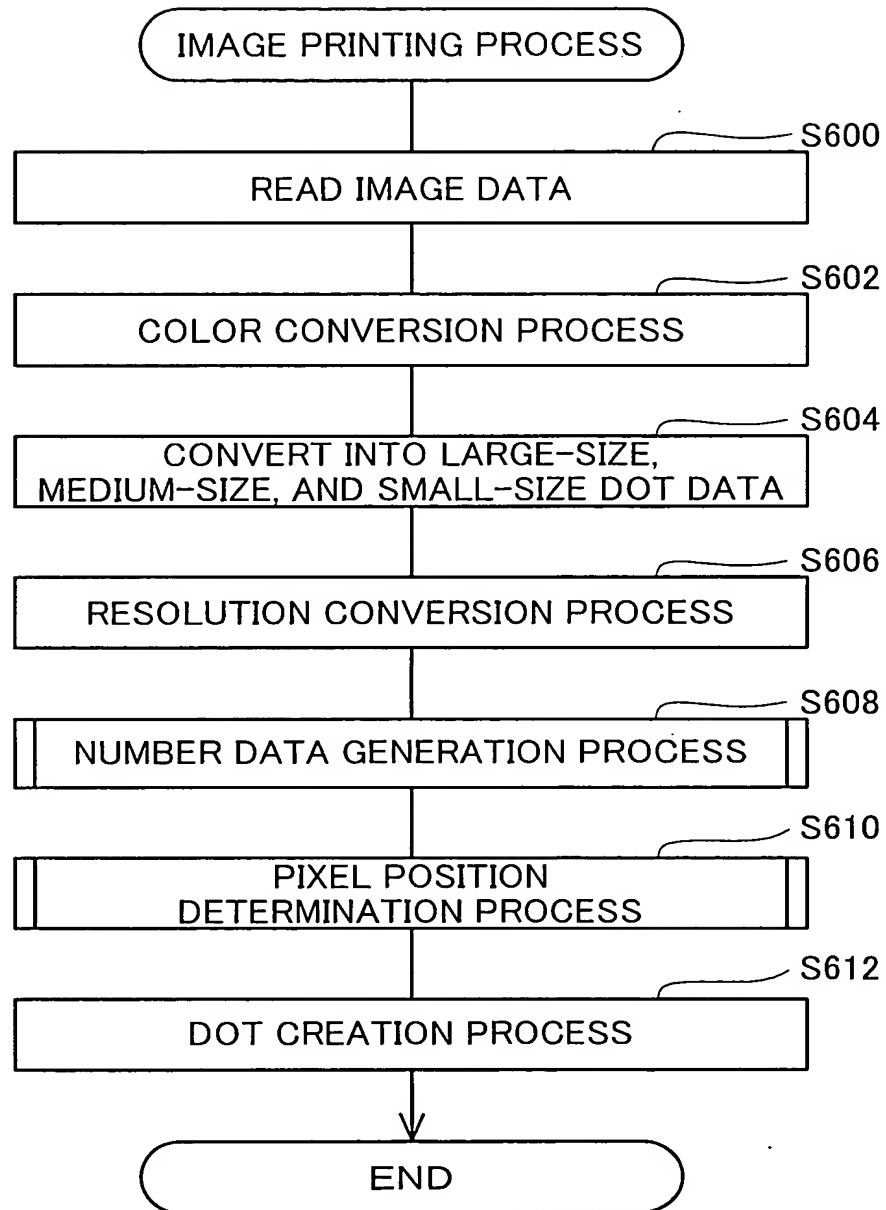 IMAGE PRINTING PROCESS
S600
READ IMAGE DATA
S602
COLOR CONVERSION PROCESS
S604
CONVERT INTO LARGE-SIZE,
MEDIUM-SIZE, AND SMALL-SIZE DOT DATA
S606
RESOLUTION CONVERSION PROCESS
S608
NUMBER DATA GENERATION PROCESS
S610
PIXEL POSITION
DETERMINATION PROCESS
S612
DOT CREATION PROCESS
END